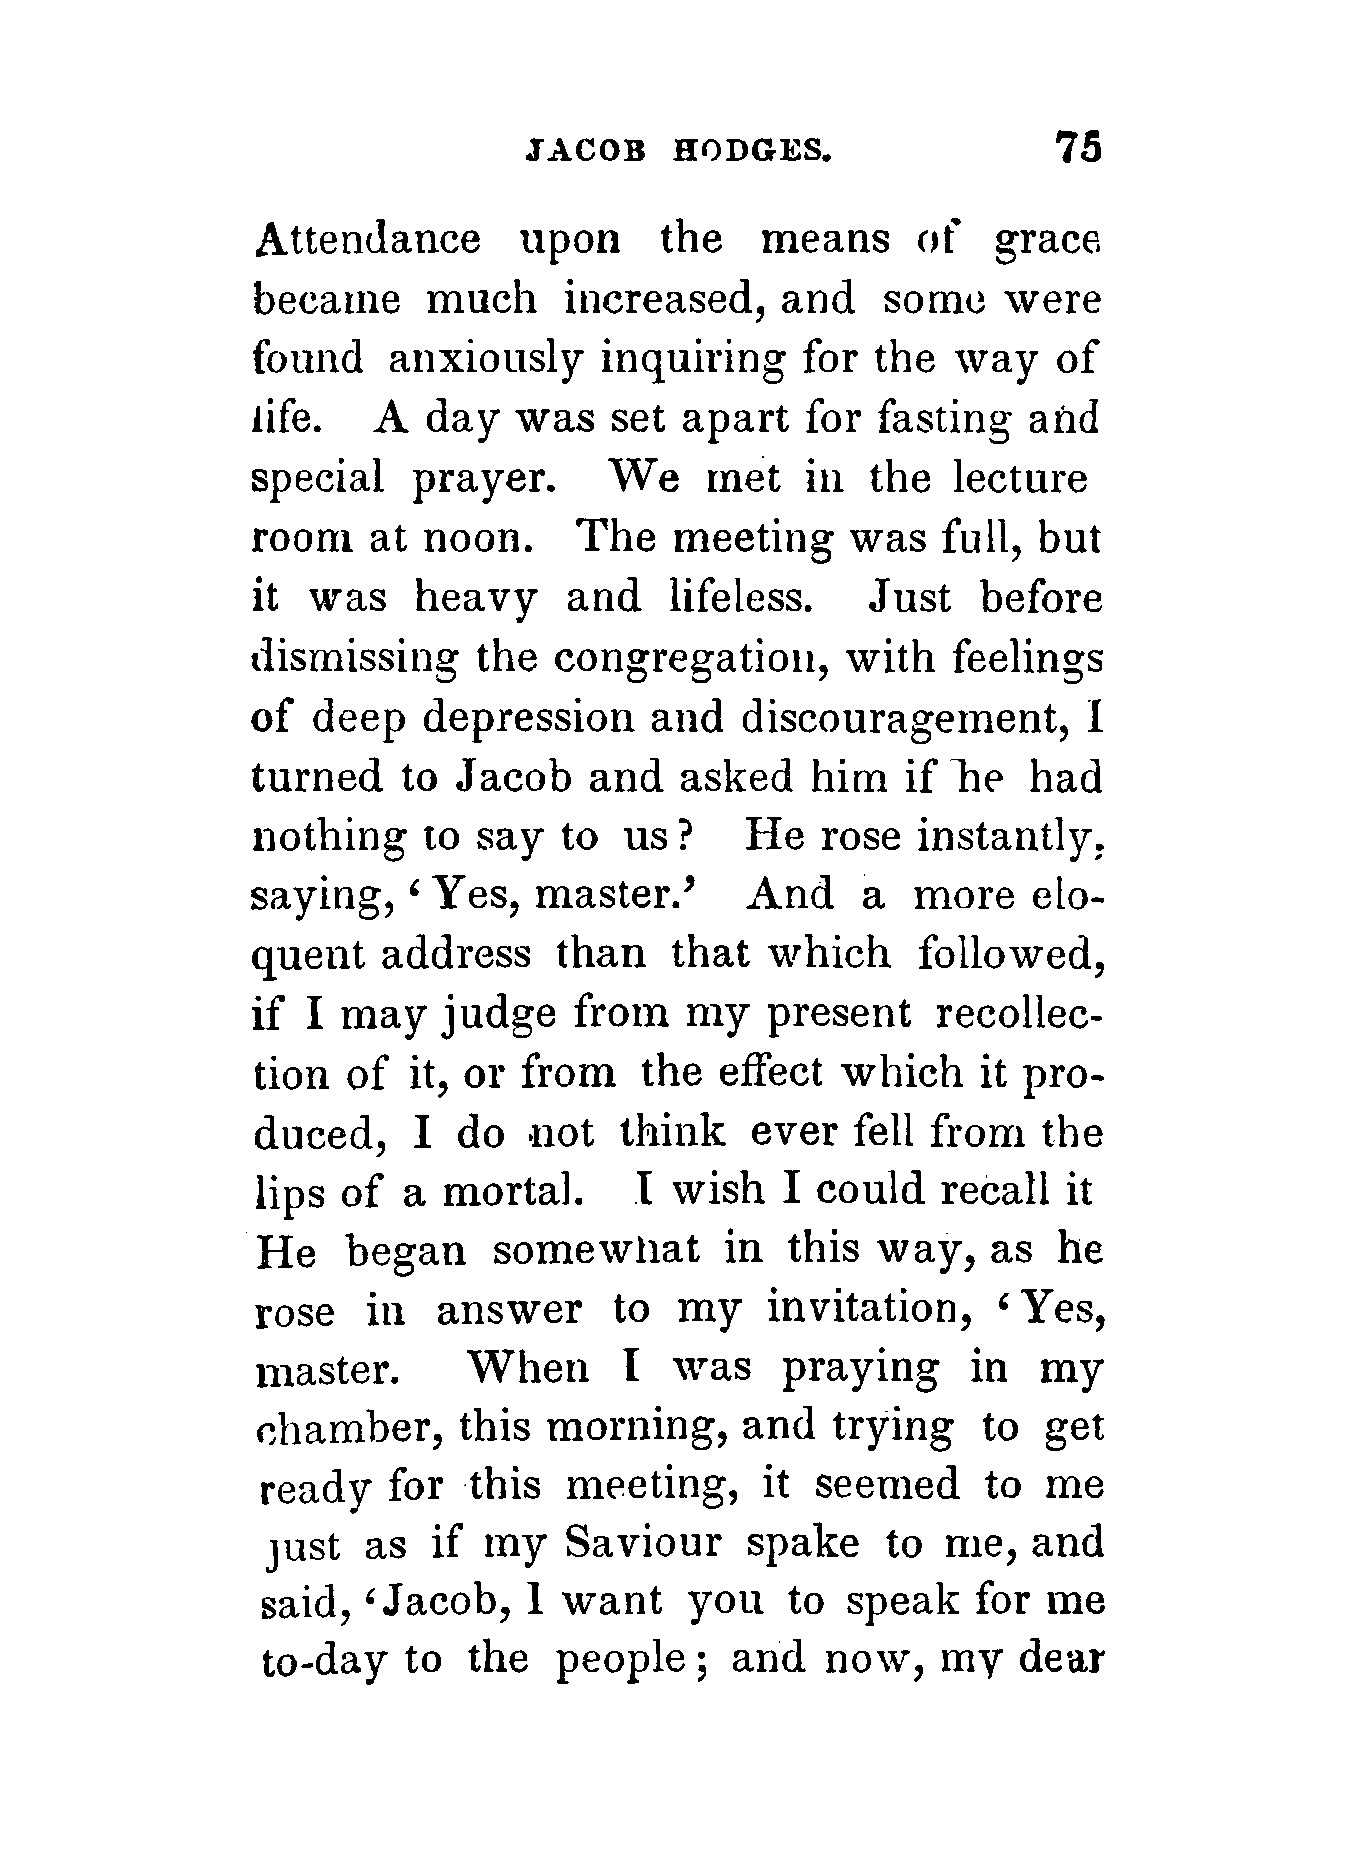 JACOB HODGES. 75
Attendance upon the means of grace
became much increased, and some were
found anxiously inquiring for the way of
life. A day was set apart for fasting and
special prayer. We met in the lecture
room at noon. The meeting was full, but
it was heavy and lifeless. Just before
dismissing the congregation, with feelings
of deep depression and discouragement, I
turned to Jacob and asked him if he had
nothing to say to us? He rose instantly,
saying, ‘Yes, master.’ And a more elo-
quent address than that which followed,
if I may judge from my present recollec-
tion of it, or from the effect which it pro-
duced, I do not think ever fell from the
lips of a mortal. I wish I could recall it
He began somewhat in this way, as he
rose in answer to my invitation, ‘Yes,
master. When I was praying in my
chamber, this morning, and trying to get
ready for this meeting, it seemed to me
just as if my Saviour spake to me, and
said, ‘Jacob, I want you to speak for me
to-day to the people; and now, my dear